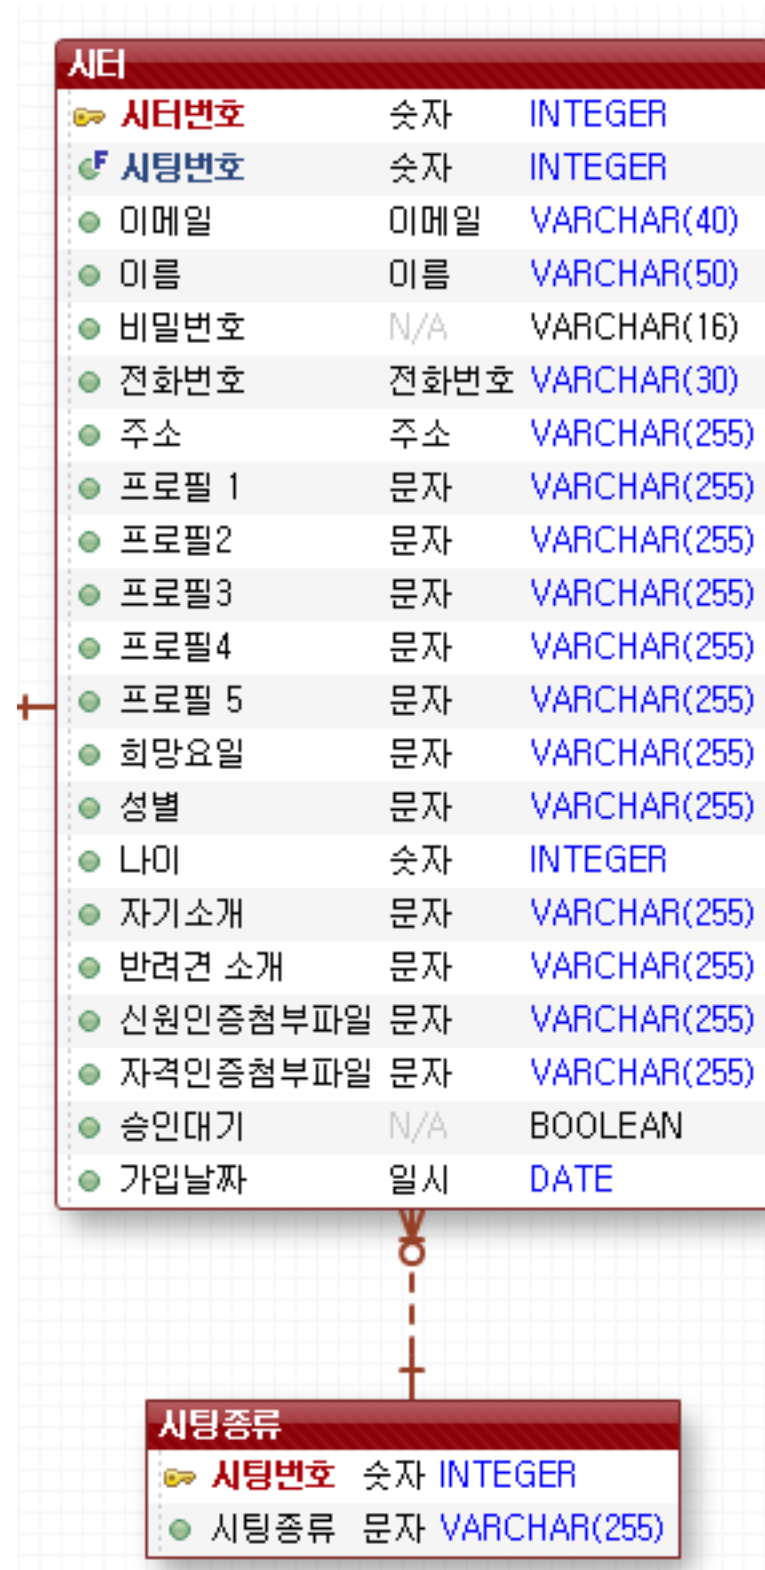 시터
시터번호 숫자 INTEGER
F 시팅번호 숫자 INTEGER
이메일 이메일 VARCHAR(40)
이름 이름 VARCHAR(50)
비밀번호 N/A VARCHAR(16)
전화번호 전화번호 VARCHAR(30)
주소 주소 VARCHAR(255)
프로필 1 문자 VARCHAR(255)
프로필2 문자 VARCHAR(255)
프로필3 문자 VARCHAR(255)
프로필4 문자 VARCHAR(255)
프로필 5 문자 VARCHAR(255)
희망요일 문자 VARCHAR(255)
성별 문자 VARCHAR(255)
나이 숫자 INTEGER
자기소개 문자 VARCHAR(255)
반려견 소개 문자 VARCHAR(255)
신원인증첨부파일 문자 VARCHAR(255)
자격인증첨부파일 문자 VARCHAR(255)
승인대기 N/A BOOLEAN
가입날짜 일시 DATE
시팅종류
시팅번호 숫자 INTEGER
시팅종류 문자 VARCHAR(255)